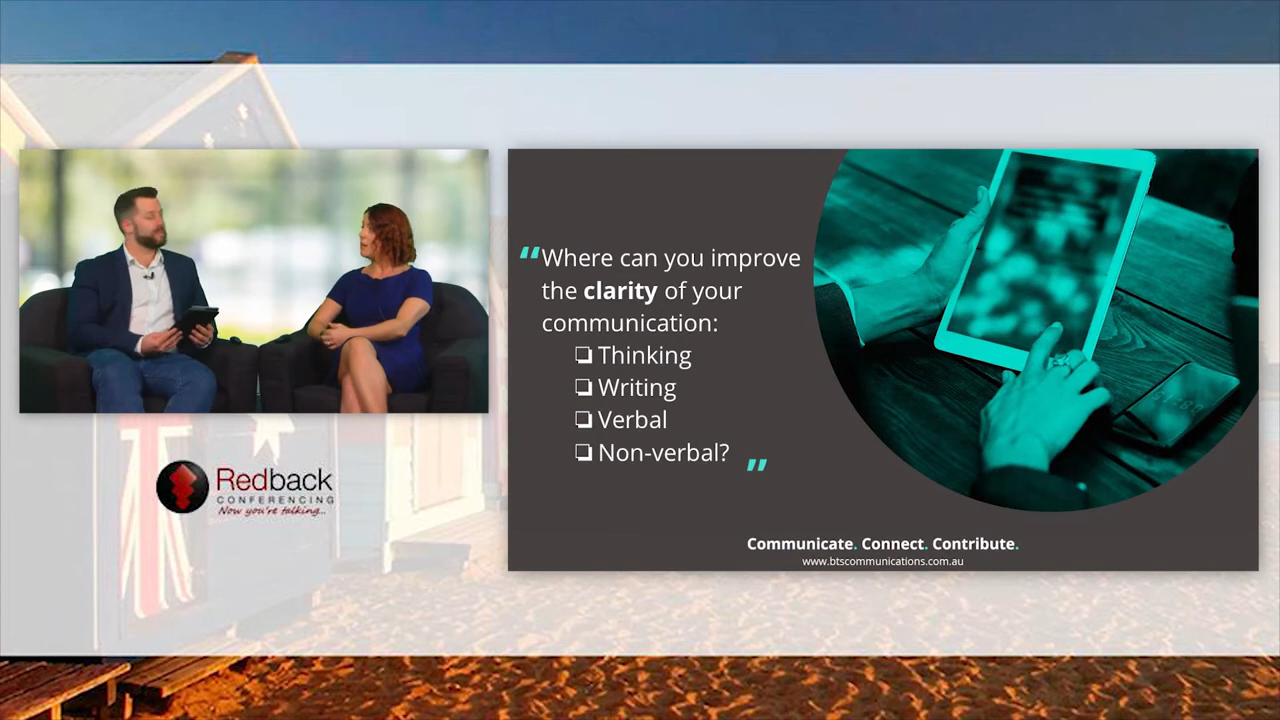 Redback
CONFERENCING
Now you're talking...
“Where can you improve
the clarity of your
communication:
❑ Thinking
❑ Writing
❑ Verbal
❑ Non-verbal? ”
Communicate. Connect. Contribute.
www.btscommunications.com.au